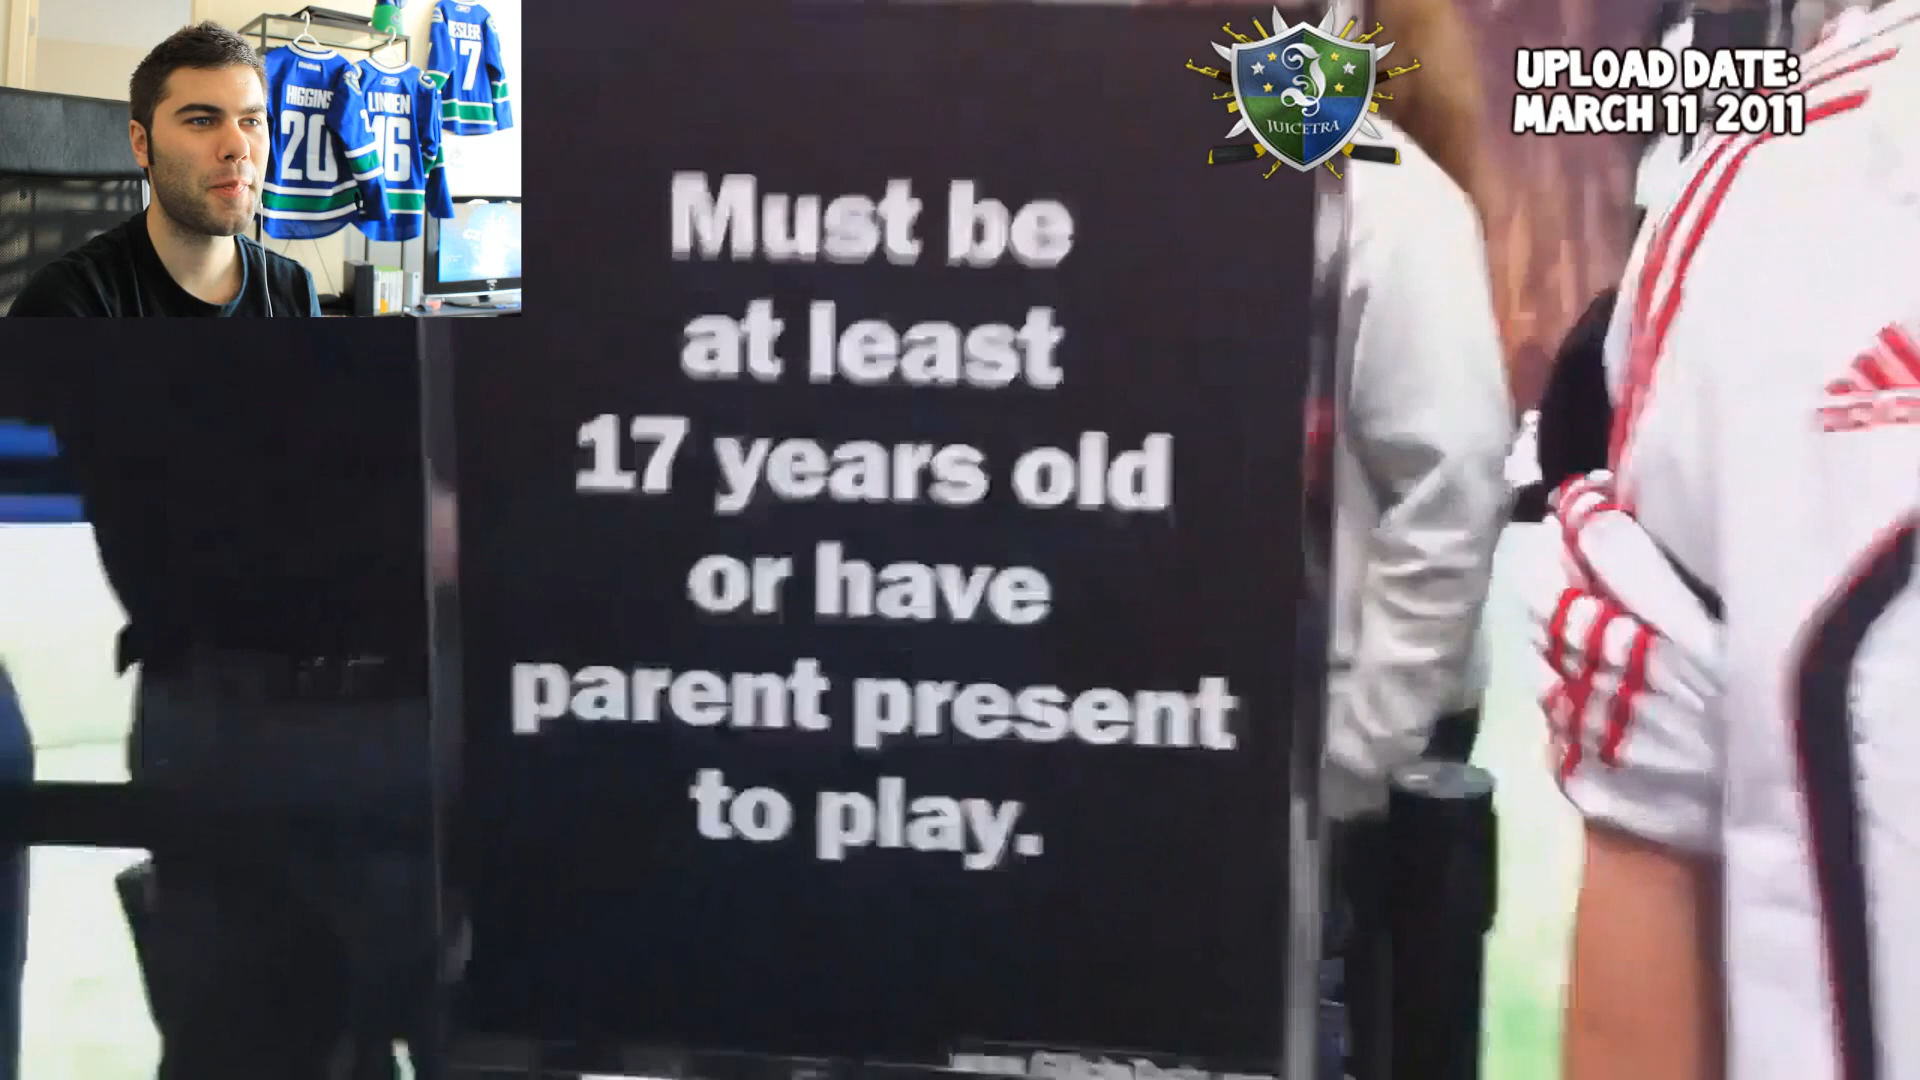 HIGGINS
20
LINDEN
16
ESLER
17
JUICETRA
UPLOAD DATE:
MARCH 11 2011
Must be
at least
17 years old
or have
parent present
to play.